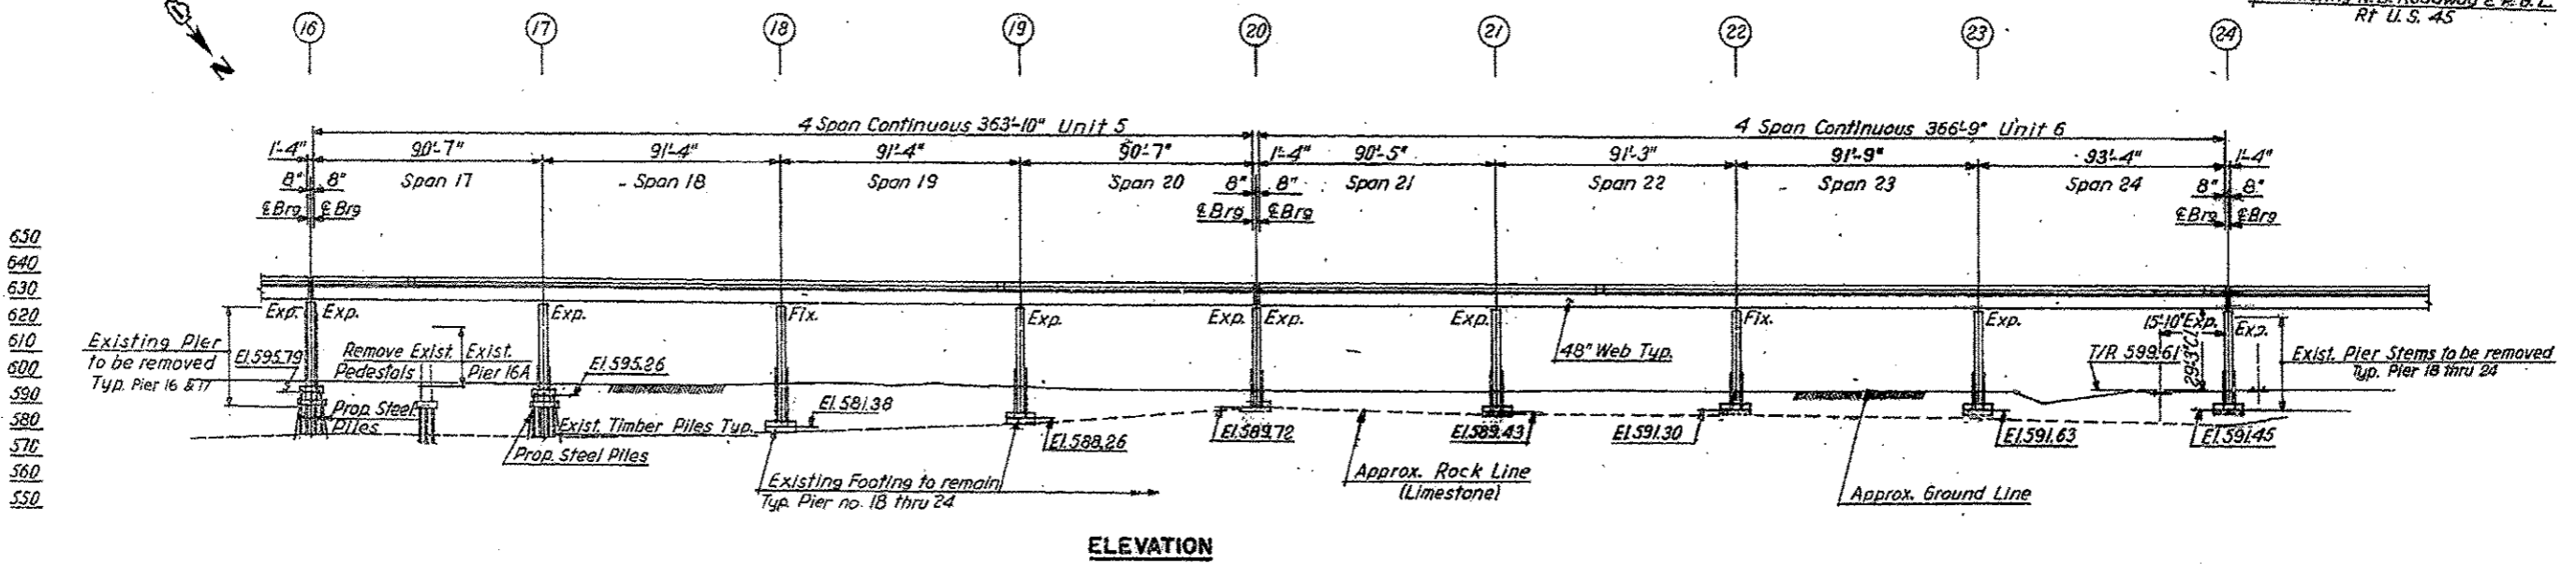 N
16 17 18 19 20 21 22 23 24
Rt U.S. 45
4 Span Continuous 363'-10" Unit 5
4 Span Continuous 366'-9" Unit 6
1'-4" 90'-7" 91'-4" 91'-4" 90'-7" 1'-4" 90'-5" 91'-3" 91'-9" 93'-4" 1'-4"
8" 8" Span 17 Span 18 Span 19 Span 20 8" 8" Span 21 Span 22 Span 23 Span 24 8" 8"
℄ Brg ℄ Brg ℄ Brg ℄ Brg ℄ Brg ℄ Brg
650
640
630
620
610
600
590
580
570
560
550
Exp. Exp. Exp. Fix. Exp. Exp. Exp. Exp. Fix. Exp. Exp. Exp.
Existing Pier
to be removed
Typ. Pier 16 & 17
El. 595.79
Remove Exist.
Pedestals
Exist.
Pier 16A
El. 595.26
Prop. Steel
Piles
Exist. Timber Piles Typ.
Prop. Steel Piles
El. 581.38
El. 588.26
Existing Footing to remain
Typ. Pier no. 18 thru 24
El. 589.72
Approx. Rock Line
(Limestone)
El. 589.43
48" Web Typ.
El. 591.30
Approx. Ground Line
El. 591.63
T/R 599.61
15'-10"
El. 591.45
Exist. Pier Stems to be removed
Typ. Pier 18 thru 24
ELEVATION